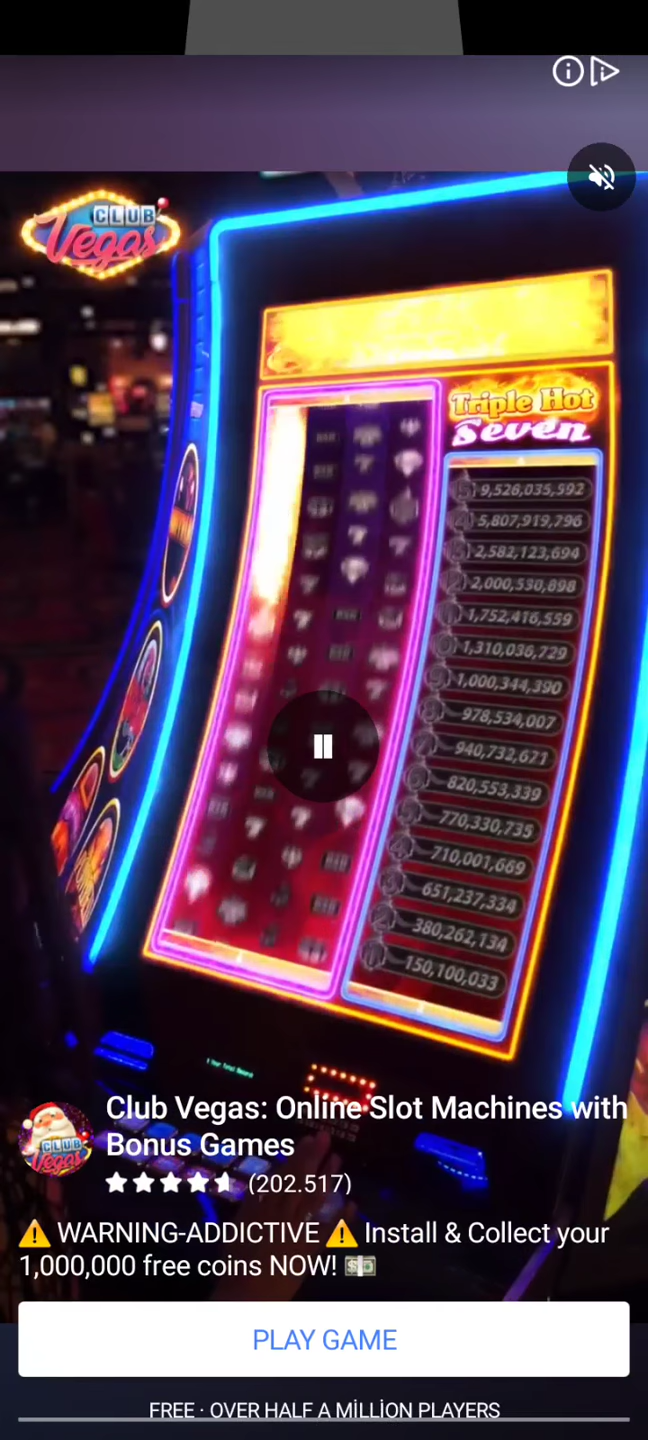 CLUB
Vegas
Triple Hot
Seven
9,528,035,592
5,807,919,796
2,582,123,694
2,000,530,898
1,752,416,559
1,310,036,729
1,000,344,390
978,534,007
940,732,671
820,553,339
770,330,735
710,001,669
651,237,334
380,262,134
150,100,033
CLUB
Vegas
Club Vegas: Online Slot Machines with
Bonus Games
(202.517)
⚠️ WARNING-ADDICTIVE ⚠️ Install & Collect your
1,000,000 free coins NOW! 💵
PLAY GAME
FREE · OVER HALF A MİLLİON PLAYERS